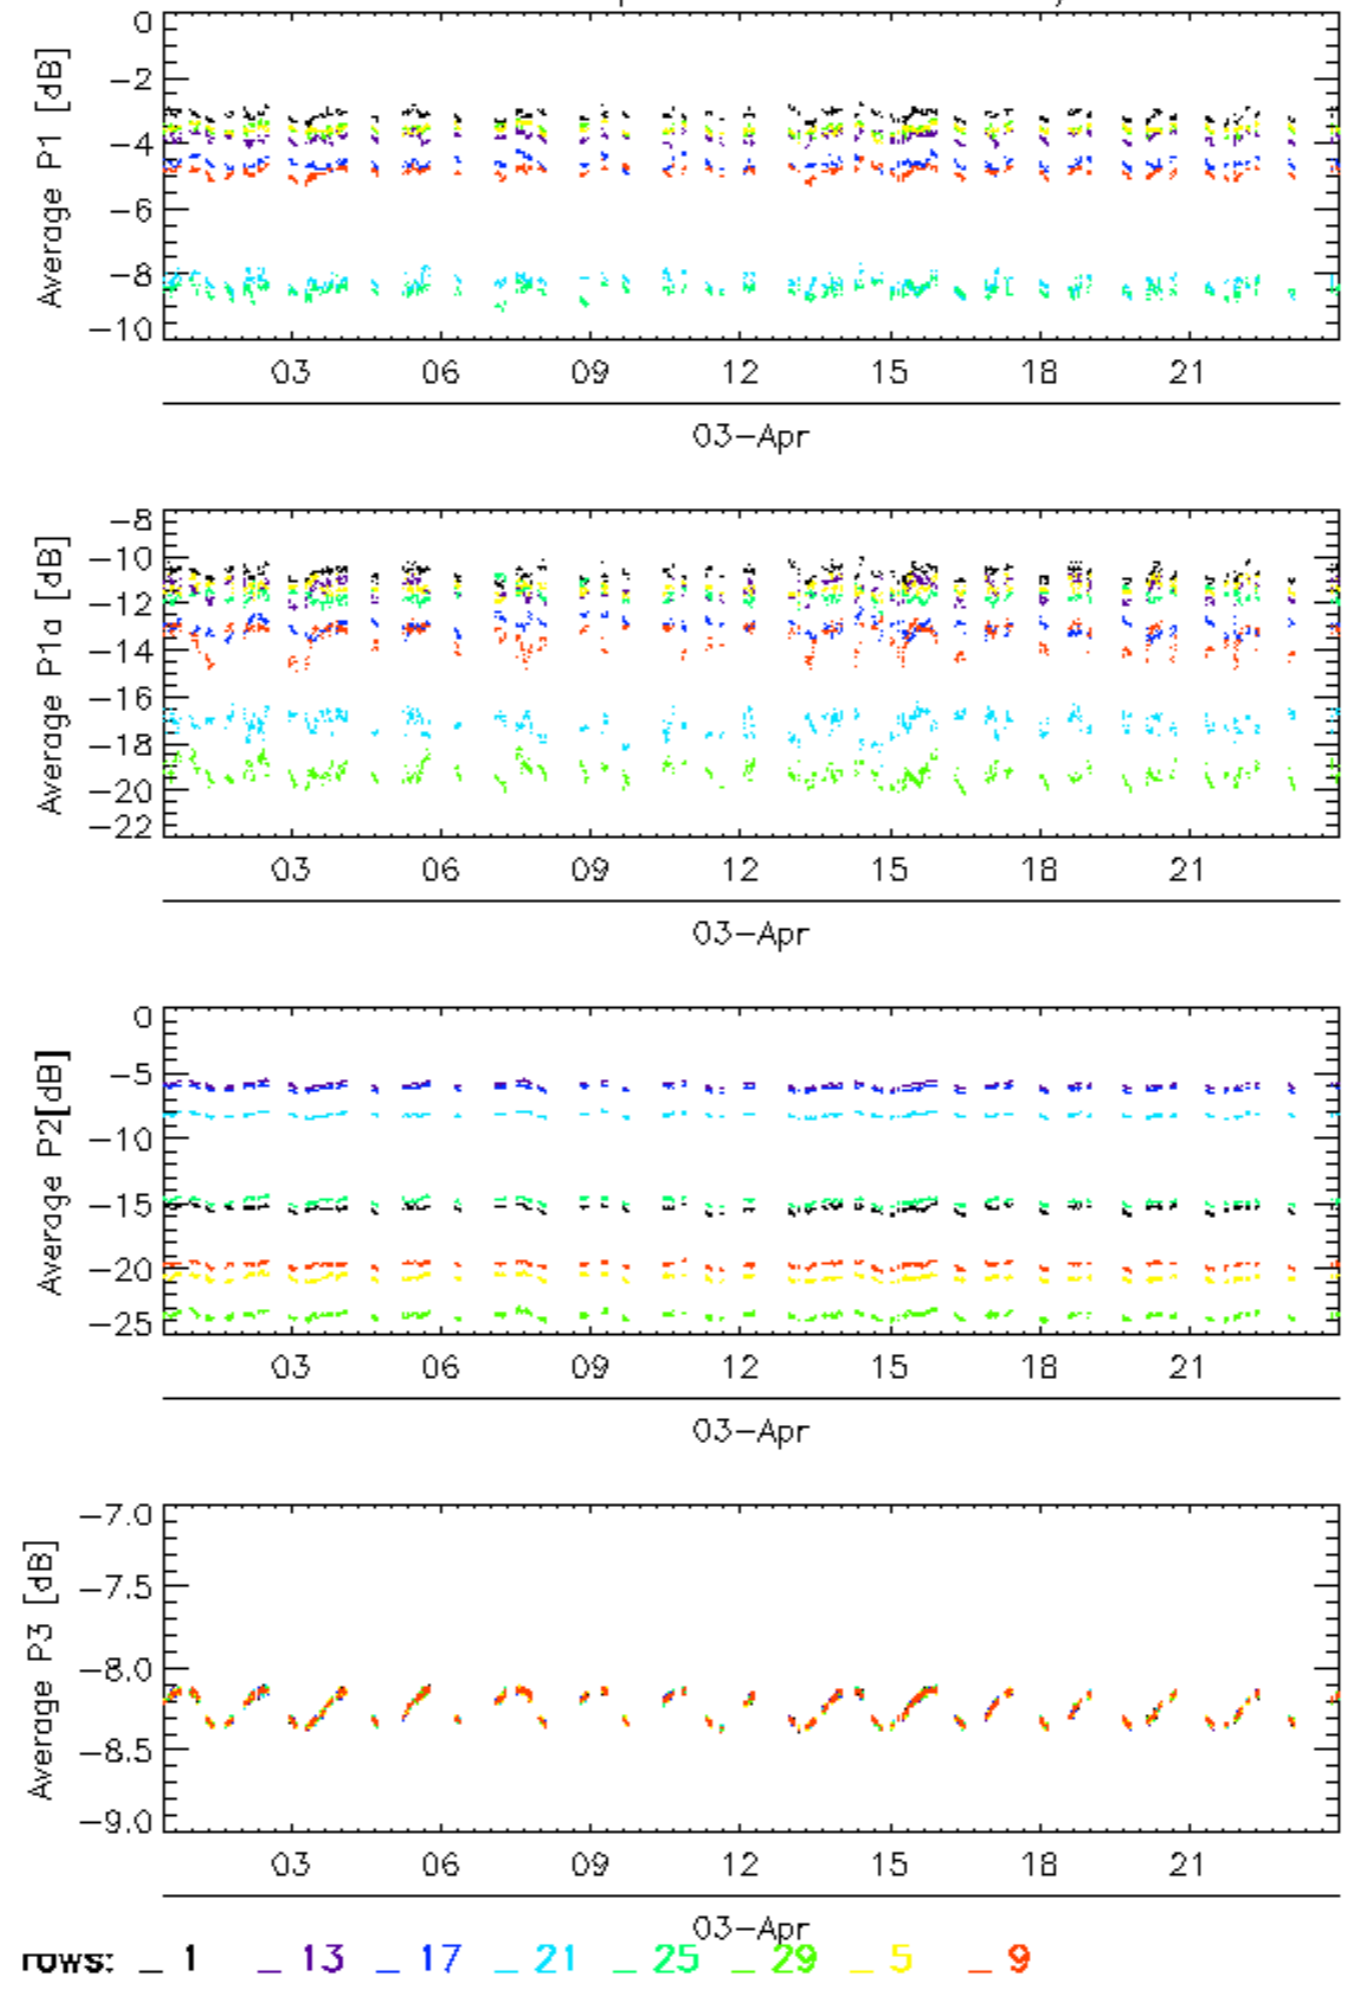 Average P1 [dB]
0
−2
−4
−6
−8
−10
03 06 09 12 15 18 21
03−Apr
Average P1a [dB]
−8
−10
−12
−14
−16
−18
−20
−22
03 06 09 12 15 18 21
03−Apr
Average P2[dB]
0
−5
−10
−15
−20
−25
03 06 09 12 15 18 21
03−Apr
Average P3 [dB]
−7.0
−7.5
−8.0
−8.5
−9.0
03 06 09 12 15 18 21
03−Apr
rows: _ 1 _ 13 _ 17 _ 21 _ 25 _ 29 _ 5 _ 9